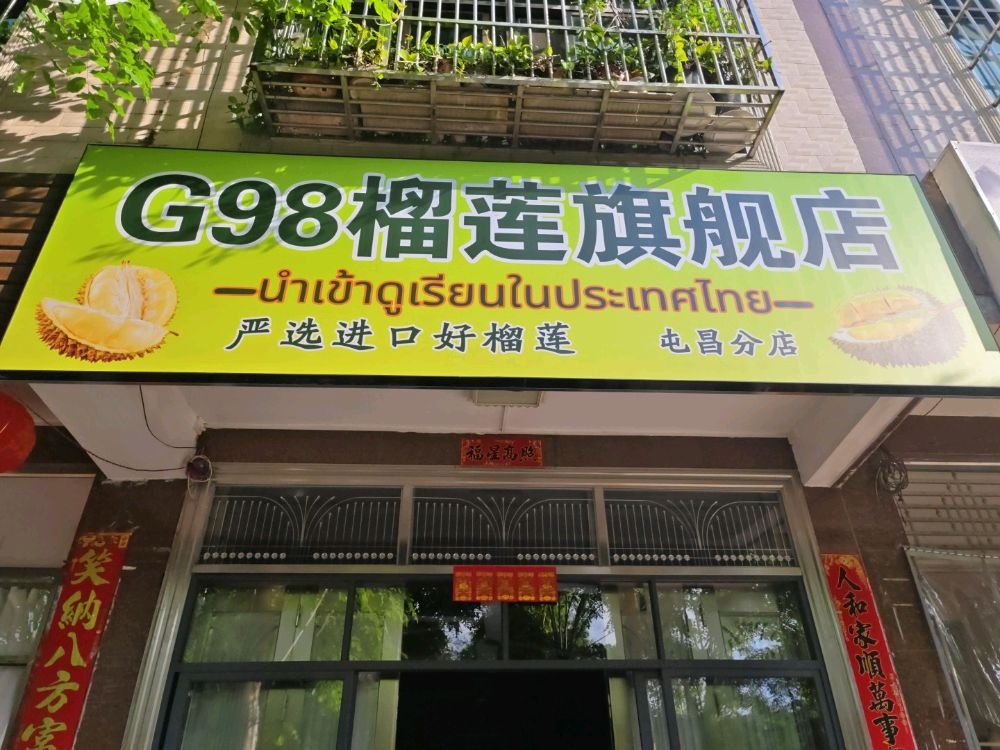 G98榴莲旗舰店
นำเข้าดูเรียนในประเทศไทย
严选进口好榴莲
屯昌分店
福星高照
笑納八方
人和家順萬事